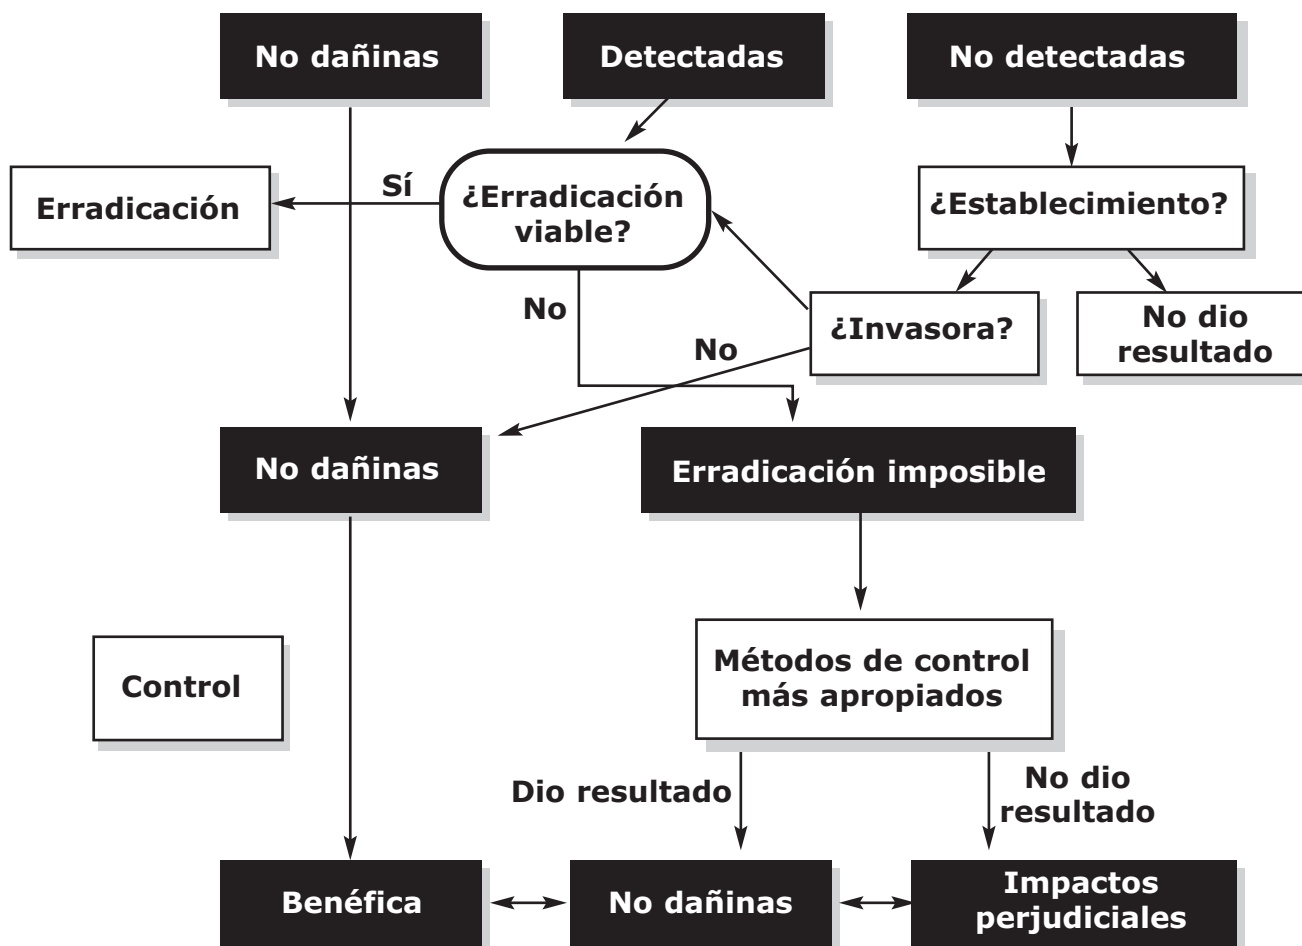 No dañinas
Detectadas
No detectadas
Erradicación
Sí
¿Erradicación
viable?
¿Establecimiento?
No
¿Invasora?
No dio
resultado
No
No dañinas
Erradicación imposible
Control
Métodos de control
más apropiados
Dio resultado
No dio
resultado
Benéfica
No dañinas
Impactos
perjudiciales